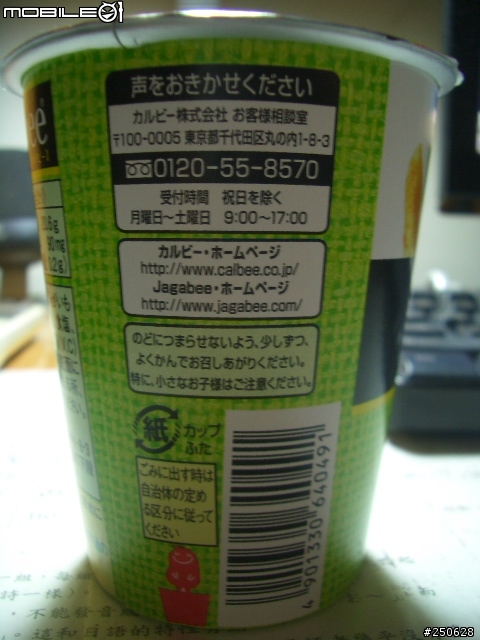 MOBILE01
声をおきかせください
カルビー株式会社 お客様相談室
〒100-0005 東京都千代田区丸の内1-8-3
0120-55-8570
受付時間 祝日を除く
月曜日〜土曜日 9:00〜17:00
カルビー・ホームページ
http://www.calbee.co.jp/
Jagabee・ホームページ
http://www.jagabee.com/
のどにつまらせないよう、少しずつ、
よくかんでお召しあがりください。
特に、小さなお子様はご注意ください。
紙 カップ
ふた
ごみに出す時は
自治体の定め
る区分に従って
ください
4 901330 640491
#250628